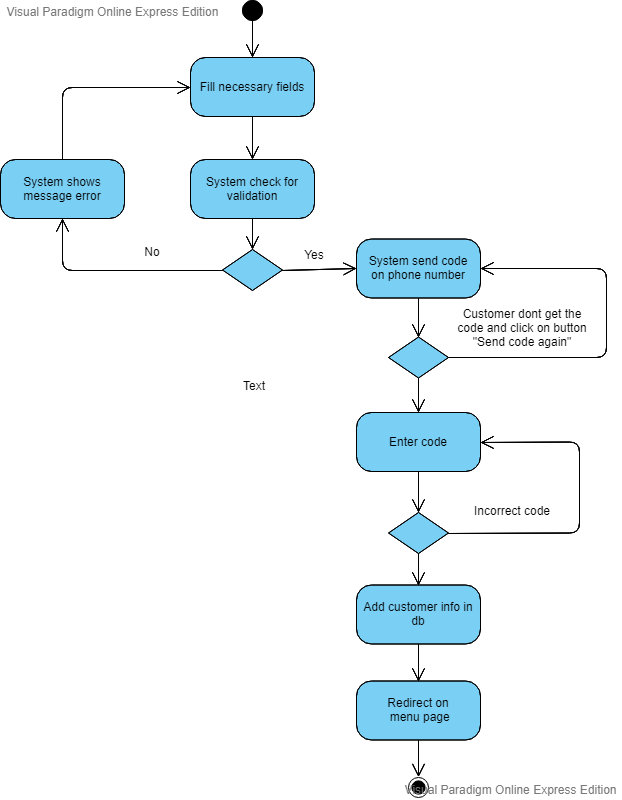 Visual Paradigm Online Express Edition
Fill necessary fields
System shows
message error
System check for
validation
No
Yes
System send code
on phone number
Customer dont get the
code and click on button
"Send code again"
Text
Enter code
Incorrect code
Add customer info in
db
Redirect on
menu page
Visual Paradigm Online Express Edition